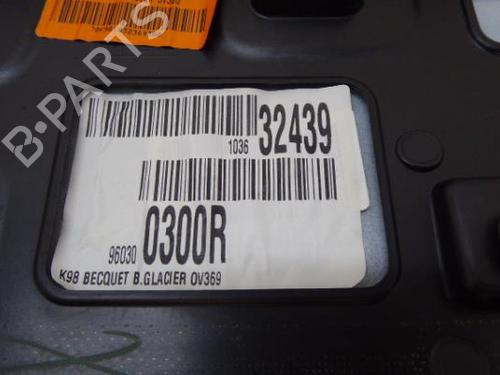 B-PARTS
1036 32439
96030 0300R
K98 BECQUET B.GLACIER OV369